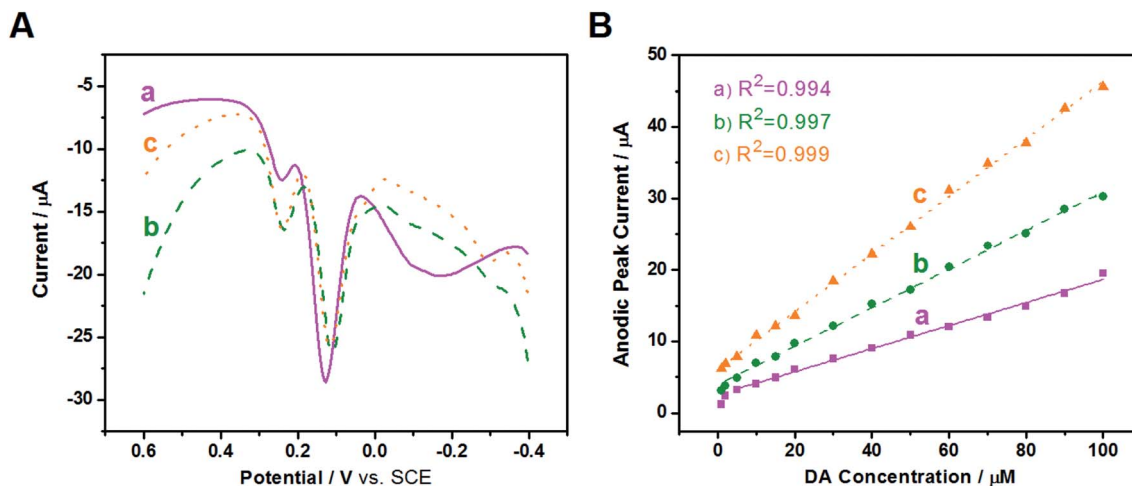 A
-5
-10
-15
-20
-25
-30
Current / μA
a
c
b
0.6
0.4
0.2
0.0
-0.2
-0.4
Potential / V vs. SCE
B
50
40
30
20
10
0
Anodic Peak Current / μA
a) R²=0.994
b) R²=0.997
c) R²=0.999
c
b
a
0
20
40
60
80
100
DA Concentration / μM